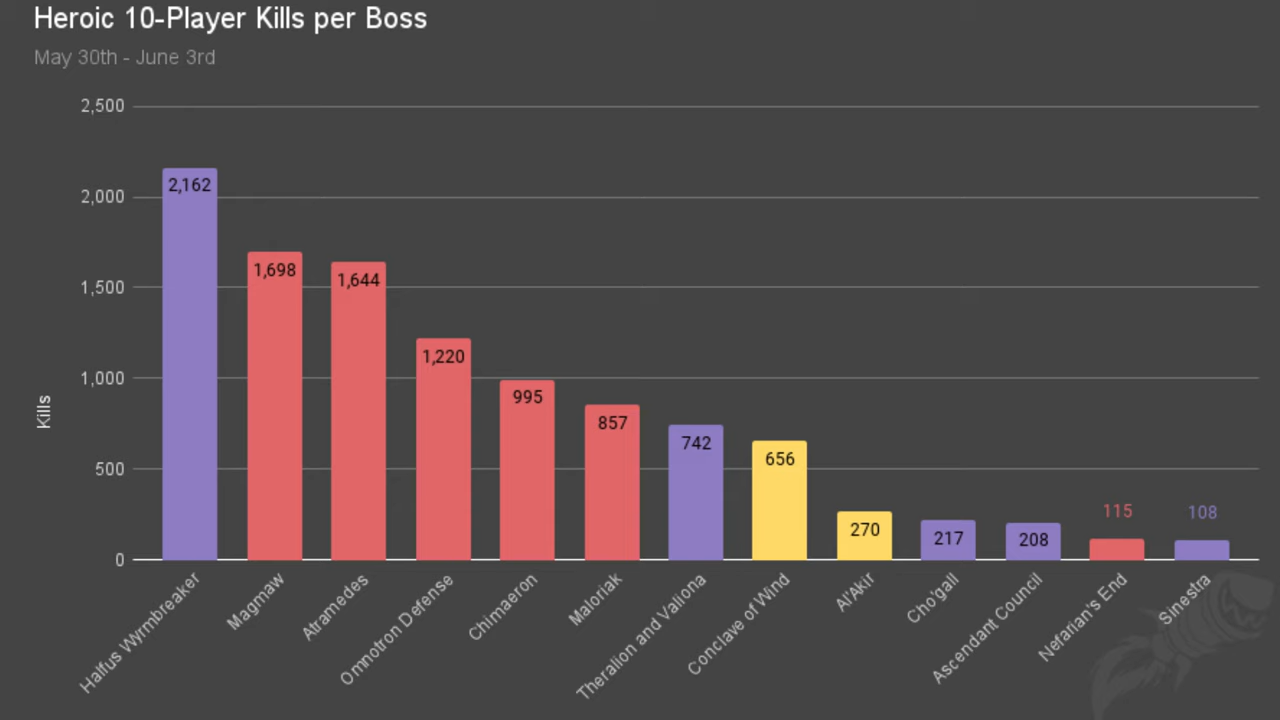 Heroic 10-Player Kills per Boss
May 30th - June 3rd
2,500
2,000
1,500
1,000
500
0
Kills
2,162
1,698
1,644
1,220
995
857
742
656
270
217
208
115
108
Halfus Wyrmbreaker
Magmaw
Atramedes
Omnotron Defense
Chimaeron
Maloriak
Theralion and Valiona
Conclave of Wind
Al'Akir
Cho'gall
Ascendant Council
Nefarian's End
Sinestra